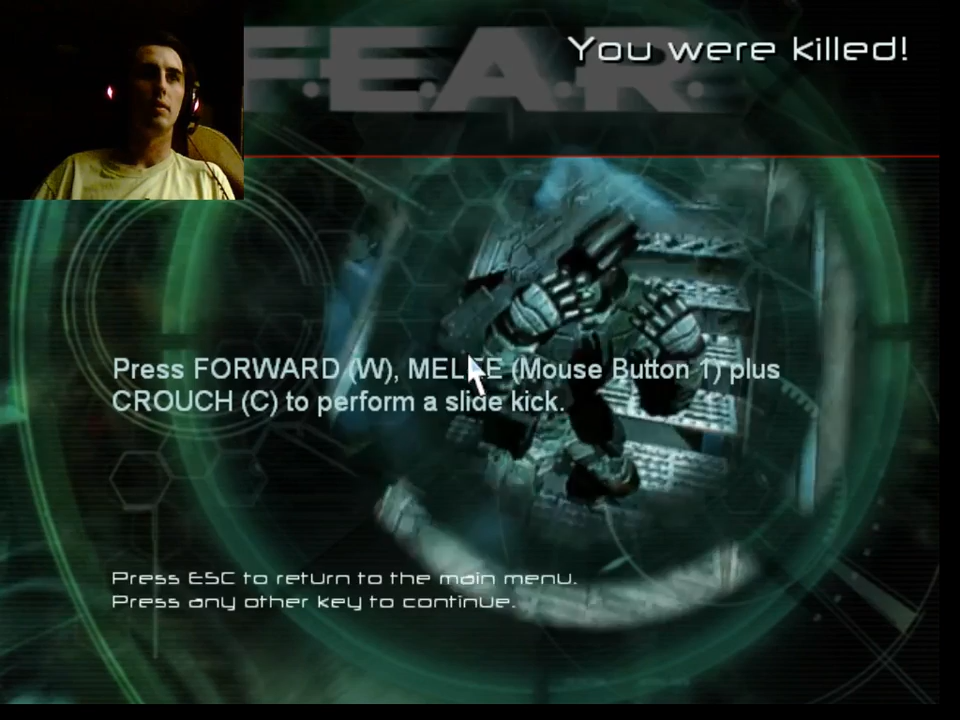 F.E.A.R.
You were killed!
Press FORWARD (W), MELEE (Mouse Button 1) plus
CROUCH (C) to perform a slide kick.
Press ESC to return to the main menu.
Press any other key to continue.